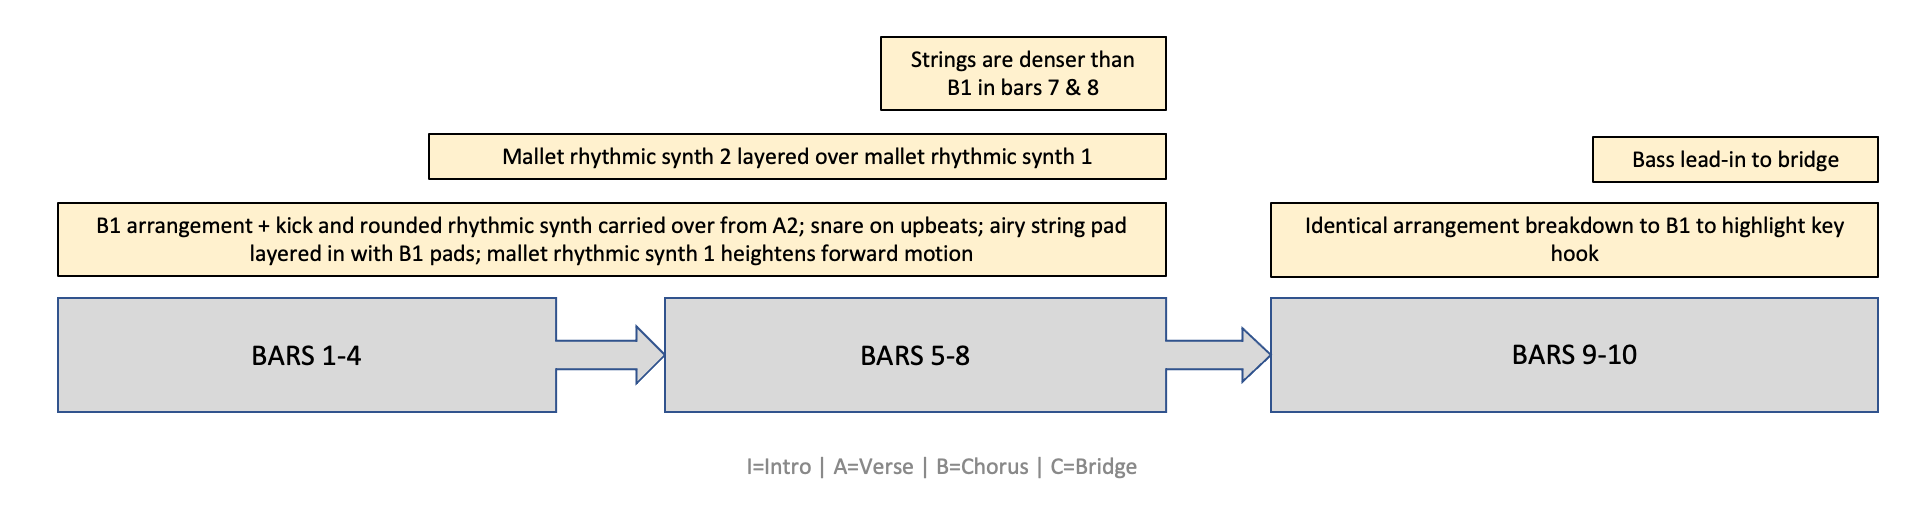 Strings are denser than
B1 in bars 7 & 8
Mallet rhythmic synth 2 layered over mallet rhythmic synth 1
Bass lead-in to bridge
B1 arrangement + kick and rounded rhythmic synth carried over from A2; snare on upbeats; airy string pad
layered in with B1 pads; mallet rhythmic synth 1 heightens forward motion
Identical arrangement breakdown to B1 to highlight key
hook
BARS 1-4
BARS 5-8
BARS 9-10
I=Intro | A=Verse | B=Chorus | C=Bridge